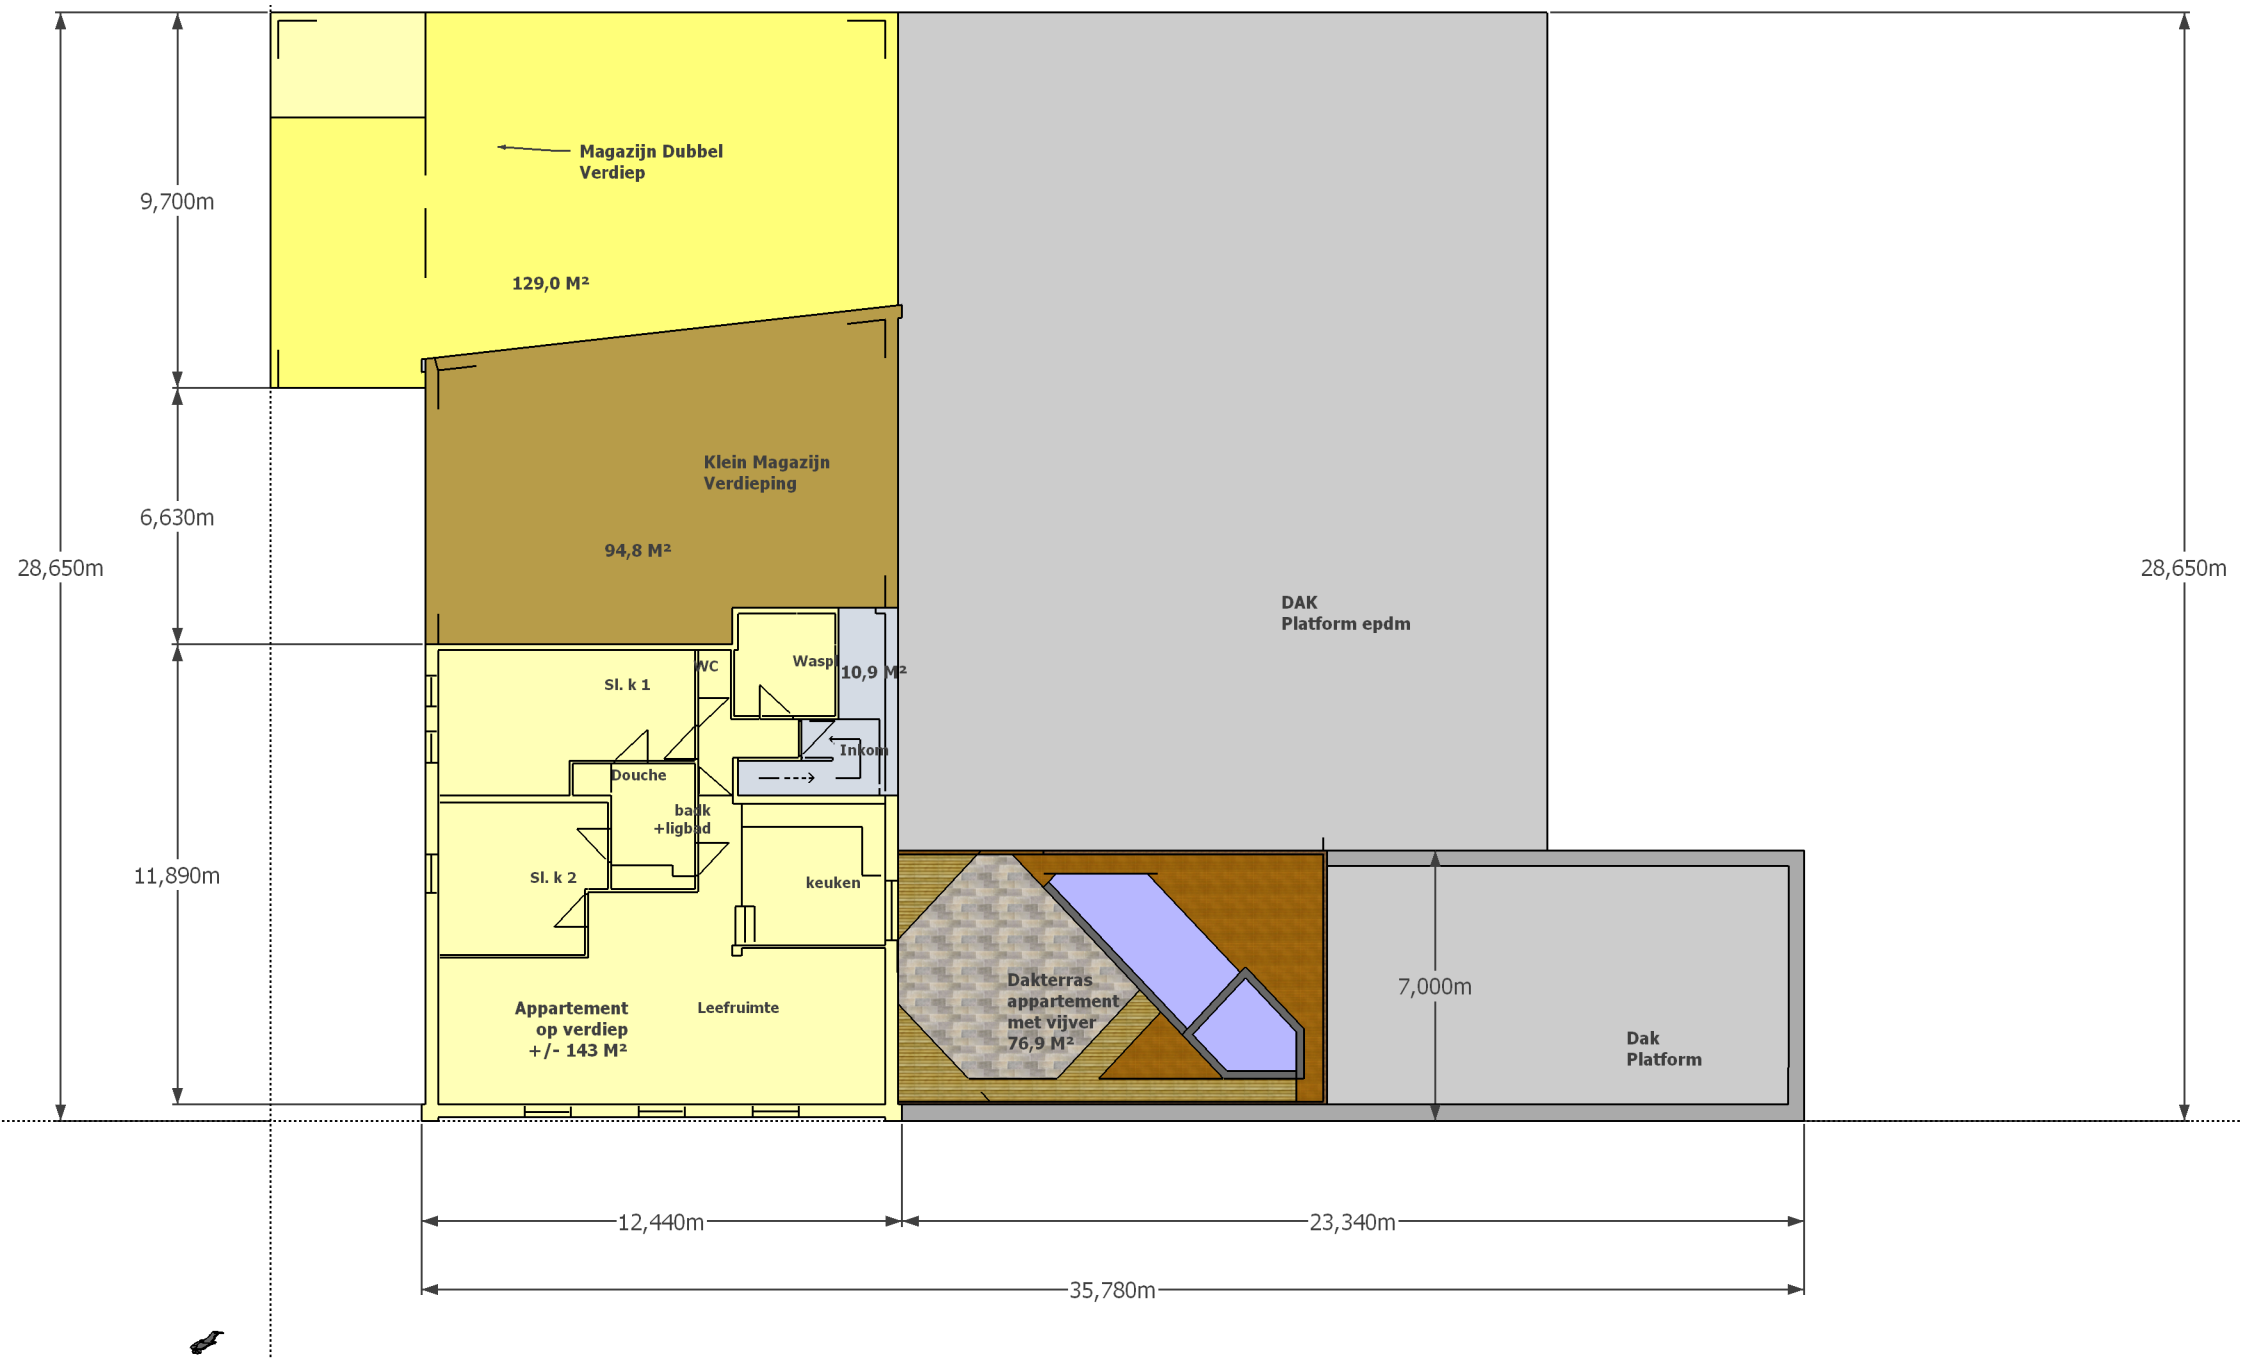 Magazijn Dubbel
Verdiep
9,700m
129,0 M²
Klein Magazijn
Verdieping
6,630m
94,8 M²
28,650m
28,650m
DAK
Platform epdm
WC
Waspl
10,9 M²
Sl. k 1
Inkom
Douche
badk
+ligbad
11,890m
Sl. k 2
keuken
Dakterras
appartement
met vijver
76,9 M²
7,000m
Appartement
op verdiep
+/- 143 M²
Leefruimte
Dak
Platform
12,440m
23,340m
35,780m